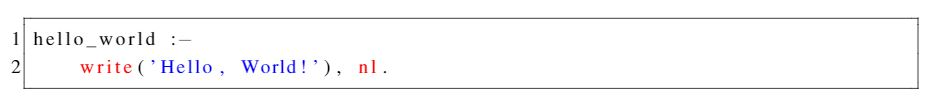 1 hello_world :–
2     write('Hello, World!'), nl.